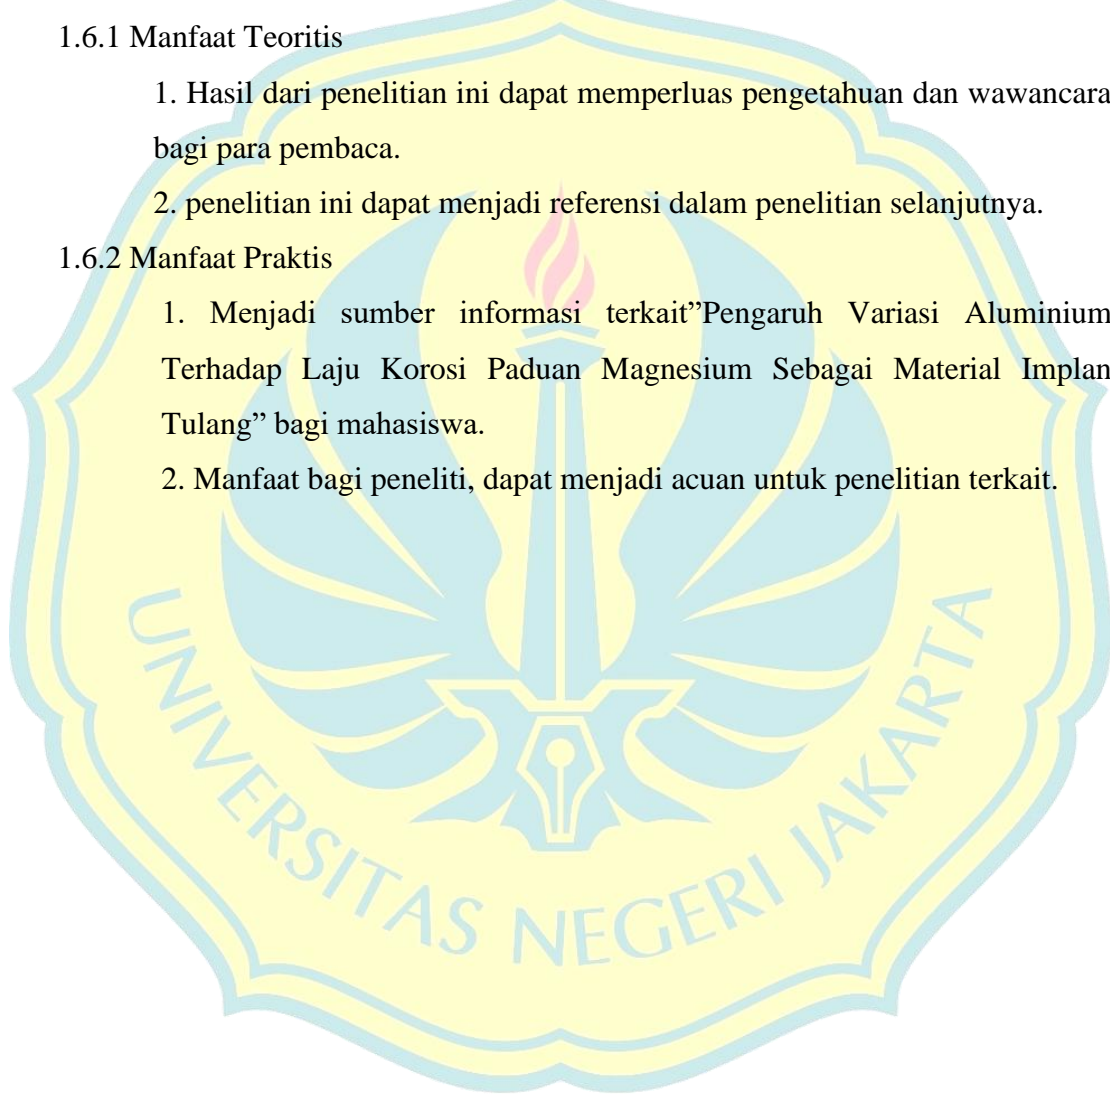 1.6.1 Manfaat Teoritis
1. Hasil dari penelitian ini dapat memperluas pengetahuan dan wawancara
bagi para pembaca.
2. penelitian ini dapat menjadi referensi dalam penelitian selanjutnya.
1.6.2 Manfaat Praktis
1. Menjadi sumber informasi terkait”Pengaruh Variasi Aluminium
Terhadap Laju Korosi Paduan Magnesium Sebagai Material Implan
Tulang” bagi mahasiswa.
2. Manfaat bagi peneliti, dapat menjadi acuan untuk penelitian terkait.
UNIVERSITAS NEGERI JAKARTA